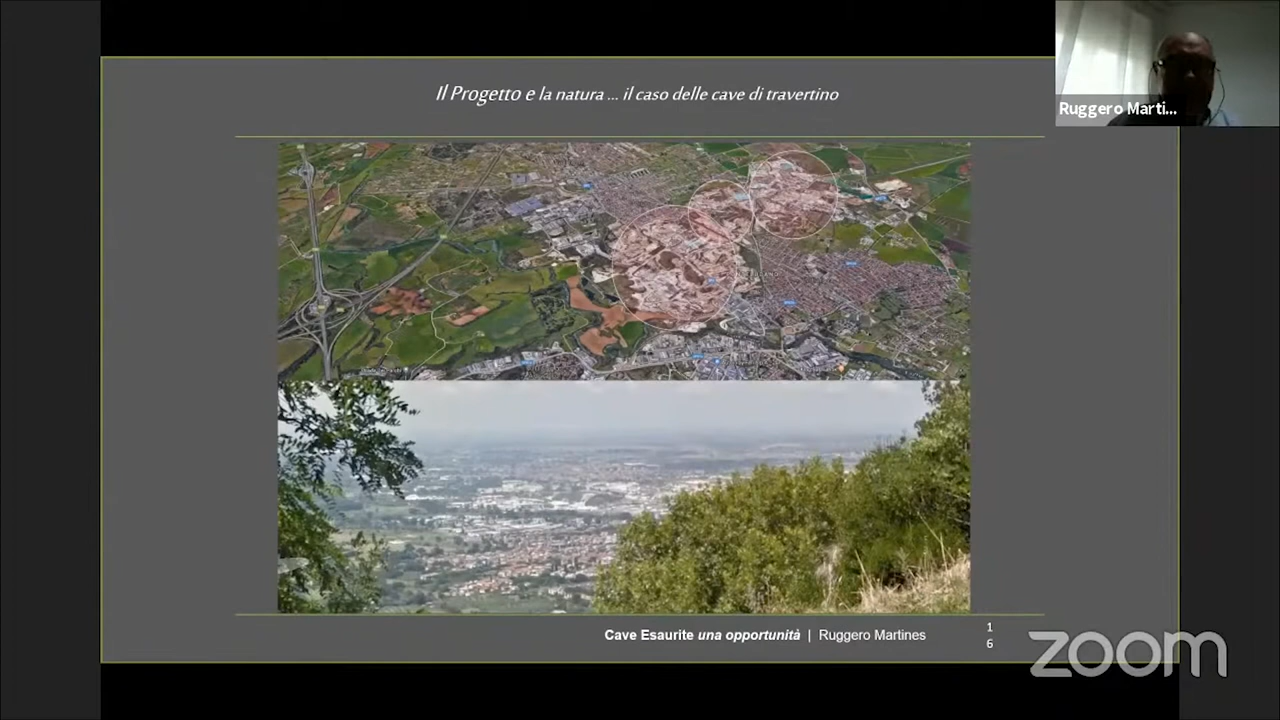 Il Progetto e la natura ... il caso delle cave di travertino
Ruggero Marti...
Cave Esaurite una opportunità | Ruggero Martines
1
6
zoom